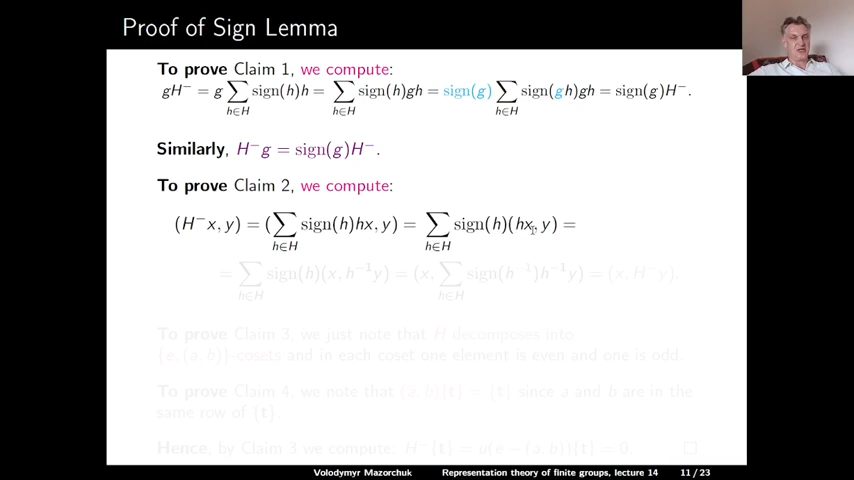 Proof of Sign Lemma
To prove Claim 1, we compute:
gH⁻ = g ∑ sign(h)h = ∑ sign(h)gh = sign(g) ∑ sign(gh)gh = sign(g)H⁻.
h∈H h∈H h∈H
Similarly, H⁻g = sign(g)H⁻.
To prove Claim 2, we compute:
(H⁻x, y) = (∑ sign(h)hx, y) = ∑ sign(h)(hx, y) =
h∈H h∈H
= ∑ sign(h)(x, h⁻¹y) = (x, ∑ sign(h⁻¹)h⁻¹y) = (x, H⁻y).
h∈H h∈H
To prove Claim 3, we just note that H decomposes into
{e, (a, b)}-cosets and in each coset one element is even and one is odd.
To prove Claim 4, we note that (a, b){t} = {t} since a and b are in the
same row of {t}.
Hence, by Claim 3 we compute: H⁻{t} = u(e − (a, b)){t} = 0. □
Volodymyr Mazorchuk Representation theory of finite groups, lecture 14 11/23